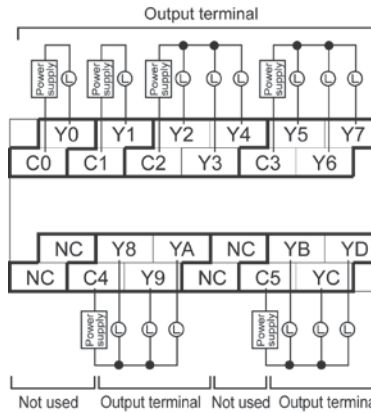 Output terminal
Power supply L Power supply L Power supply L L L Power supply L L L
Y0 Y1 Y2 Y4 Y5 Y7
C0 C1 C2 Y3 C3 Y6
NC Y8 YA NC YB YD
NC C4 Y9 NC C5 YC
Power supply L L L Power supply L L L
Not used Output terminal Not used Output termina